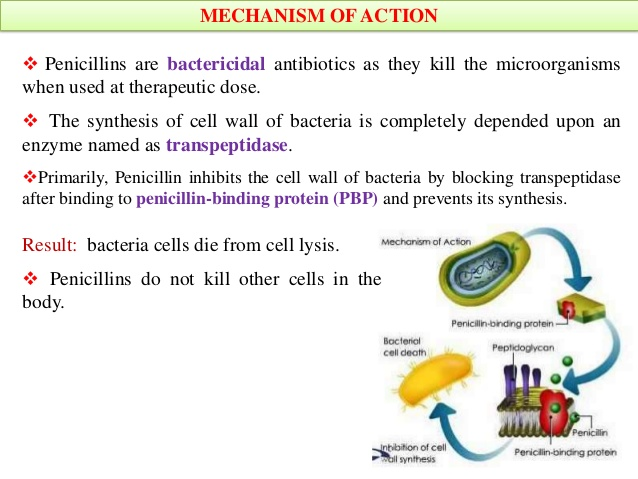 MECHANISM OF ACTION
❖ Penicillins are bactericidal antibiotics as they kill the microorganisms
when used at therapeutic dose.
❖ The synthesis of cell wall of bacteria is completely depended upon an
enzyme named as transpeptidase.
❖Primarily, Penicillin inhibits the cell wall of bacteria by blocking transpeptidase
after binding to penicillin-binding protein (PBP) and prevents its synthesis.
Result: bacteria cells die from cell lysis.
❖ Penicillins do not kill other cells in the
body.
Mechanism of Action
Penicillin-binding protein
Bacterial
cell death
Peptidoglycan
Penicillin
Penicillin-binding protein
Inhibition of cell
wall synthesis